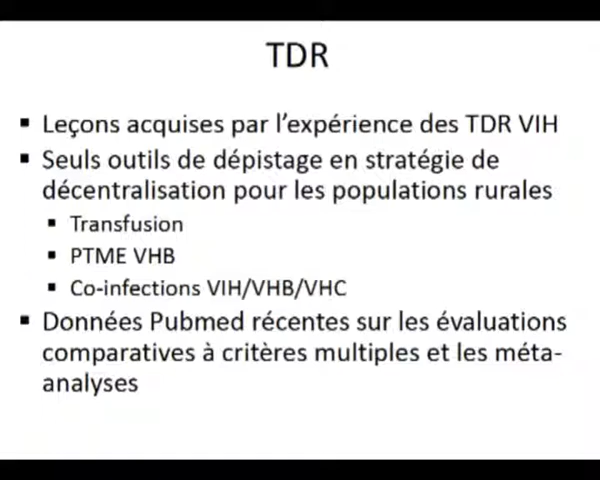 TDR
▪ Leçons acquises par l'expérience des TDR VIH
▪ Seuls outils de dépistage en stratégie de
décentralisation pour les populations rurales
▪ Transfusion
▪ PTME VHB
▪ Co-infections VIH/VHB/VHC
▪ Données Pubmed récentes sur les évaluations
comparatives à critères multiples et les méta-
analyses